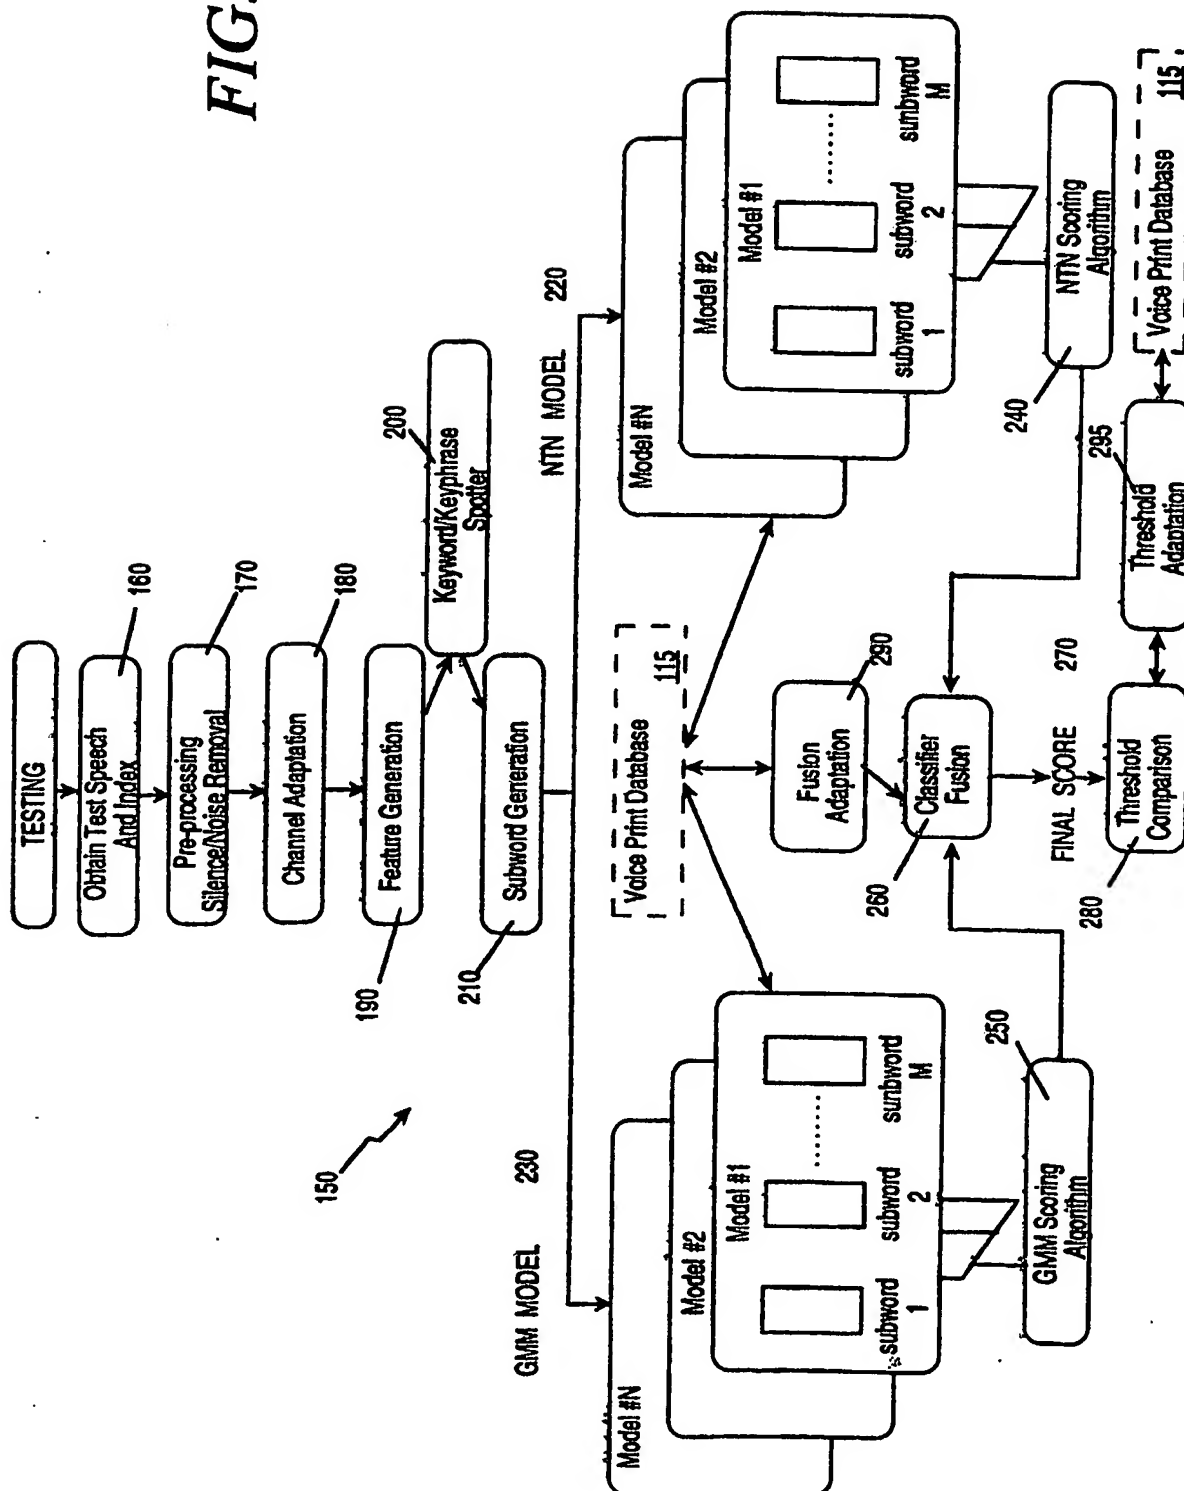 FIG.
TESTING
Obtain Test Speech
And Index
160
Pre-processing
Silence/Noise Removal
170
Channel Adaptation
180
Feature Generation
190
Keyword/Keyphrase
Spotter
200
Subword Generation
210
150
GMM MODEL
230
NTN MODEL
220
Model #N
Model #2
Model #1
subword
1
subword
2
sunbword
M
Voice Print Database
115
Model #N
Model #2
Model #1
subword
1
subword
2
sunbword
M
GMM Scoring
Algorithm
250
Fusion
Adaptation
290
Classifier
Fusion
260
NTN Scoring
Algorithm
240
FINAL SCORE
270
Threshold
Comparison
280
Threshold
Adaptation
295
Voice Print Database
115